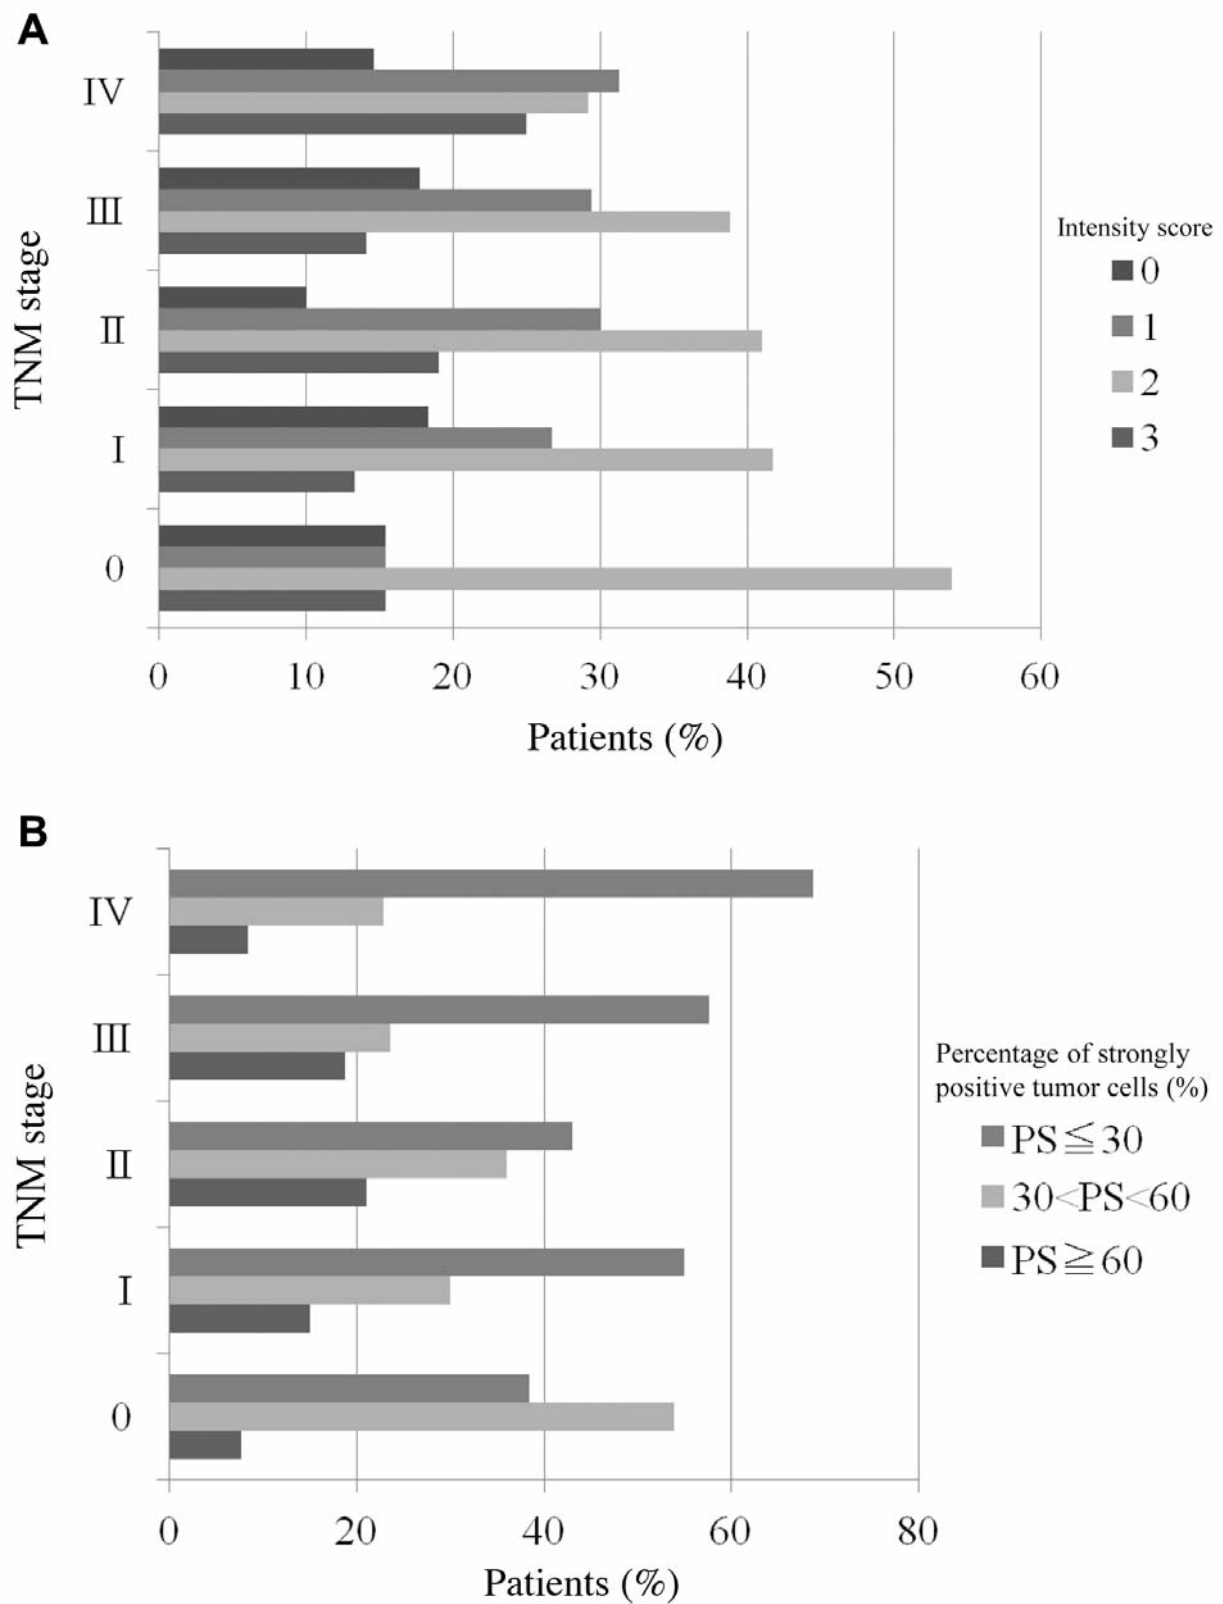 A
TNM stage
IV
III
II
I
0
0 10 20 30 40 50 60
Patients (%)
Intensity score
0
1
2
3
B
TNM stage
IV
III
II
I
0
0 20 40 60 80
Patients (%)
Percentage of strongly
positive tumor cells (%)
PS≦30
30<PS<60
PS≧60